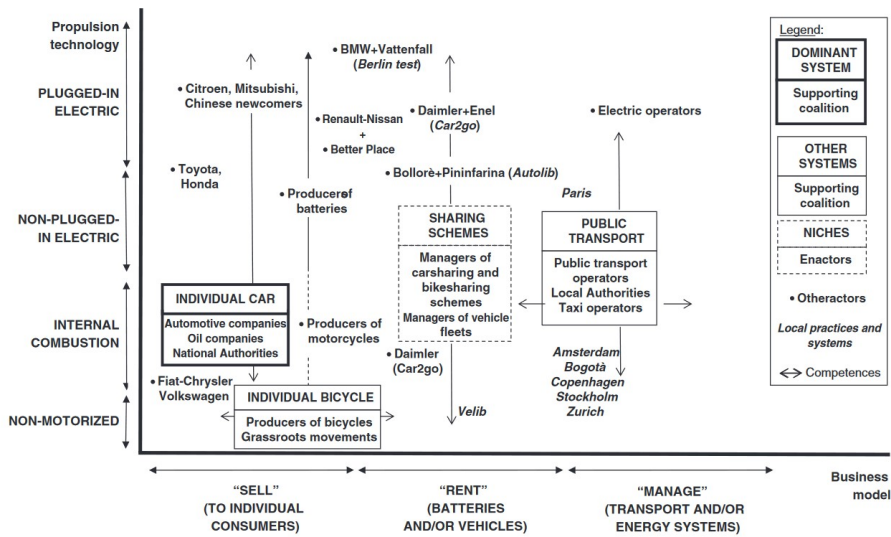 Propulsion
technology
PLUGGED-IN
ELECTRIC
NON-PLUGGED-
IN ELECTRIC
INTERNAL
COMBUSTION
NON-MOTORIZED
• BMW+Vattenfall
(Berlin test)
• Citroen, Mitsubishi,
Chinese newcomers
• Renault-Nissan
+
• Better Place
• Daimler+Enel
(Car2go)
• Electric operators
• Toyota,
Honda
• Bollorè+Pininfarina (Autolib)
• Producersof
batteries
Paris
SHARING
SCHEMES
Managers of
carsharing and
bikesharing
schemes
Managers of vehicle
fleets
PUBLIC
TRANSPORT
Public transport
operators
Local Authorities
Taxi operators
INDIVIDUAL CAR
Automotive companies
Oil companies
National Authorities
• Producers of
motorcycles
• Daimler
(Car2go)
Amsterdam
Bogotà
Copenhagen
Stockholm
Zurich
• Fiat-Chrysler
Volkswagen
INDIVIDUAL BICYCLE
Producers of bicycles
Grassroots movements
Velib
Legend:
DOMINANT
SYSTEM
Supporting
coalition
OTHER
SYSTEMS
Supporting
coalition
NICHES
Enactors
• Otheractors
Local practices and
systems
Competences
“SELL”
(TO INDIVIDUAL
CONSUMERS)
“RENT”
(BATTERIES
AND/OR VEHICLES)
“MANAGE”
(TRANSPORT AND/OR
ENERGY SYSTEMS)
Business
model